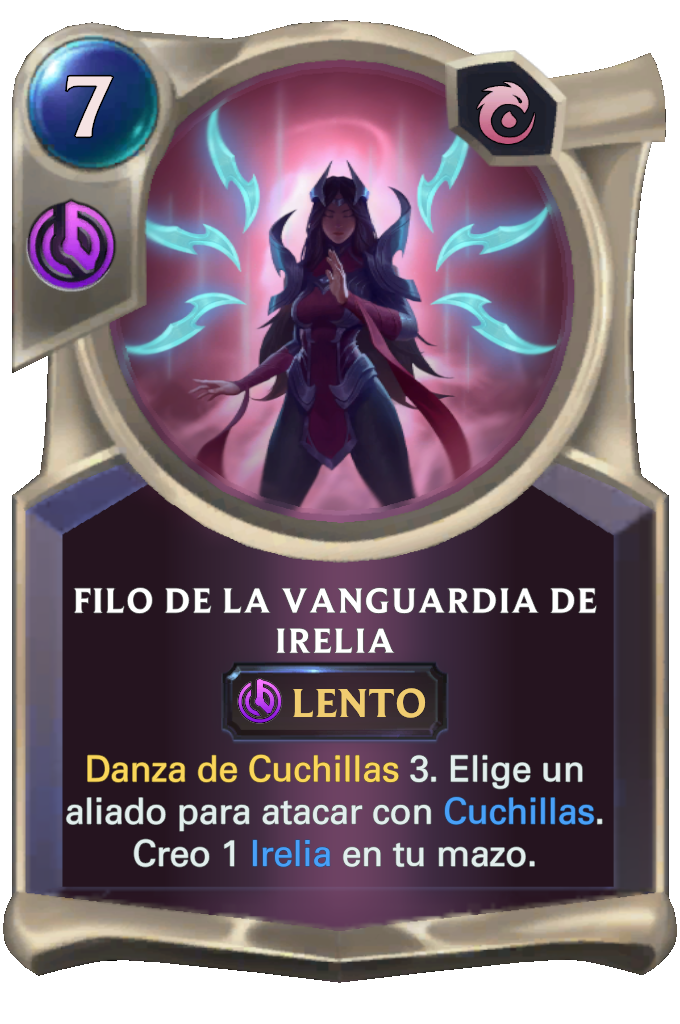 7
FILO DE LA VANGUARDIA DE
IRELIA
LENTO
Danza de Cuchillas 3. Elige un
aliado para atacar con Cuchillas.
Creo 1 Irelia en tu mazo.